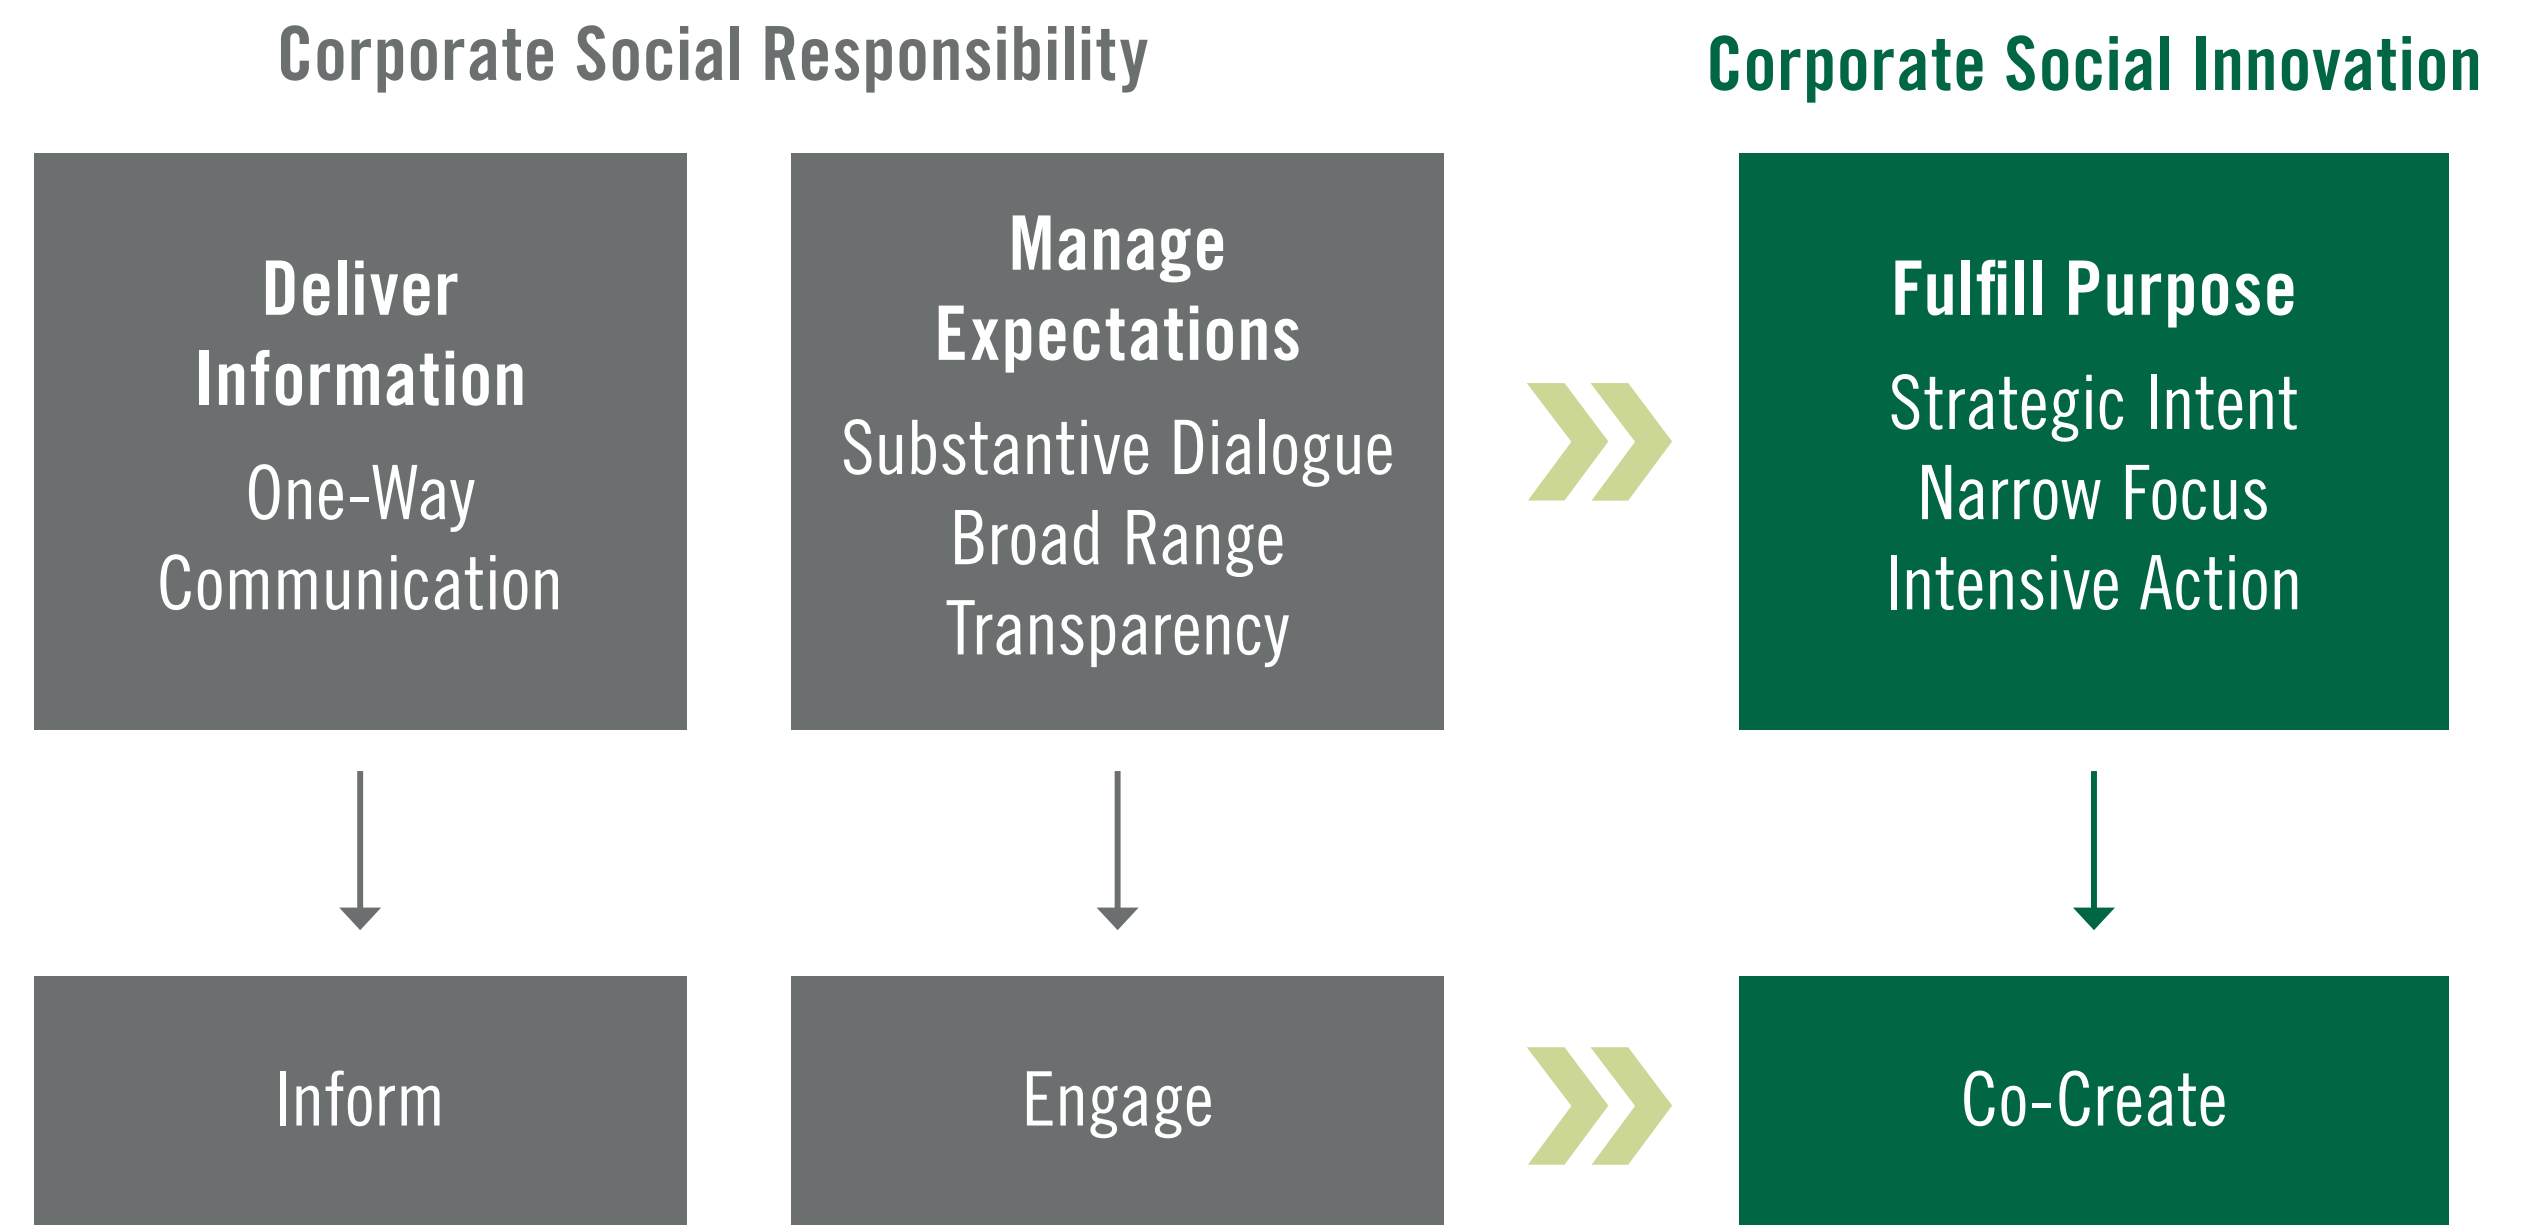 Corporate Social Responsibility
Corporate Social Innovation
Deliver
Information
One-Way
Communication
Manage
Expectations
Substantive Dialogue
Broad Range
Transparency
Fulfill Purpose
Strategic Intent
Narrow Focus
Intensive Action
Inform
Engage
Co-Create